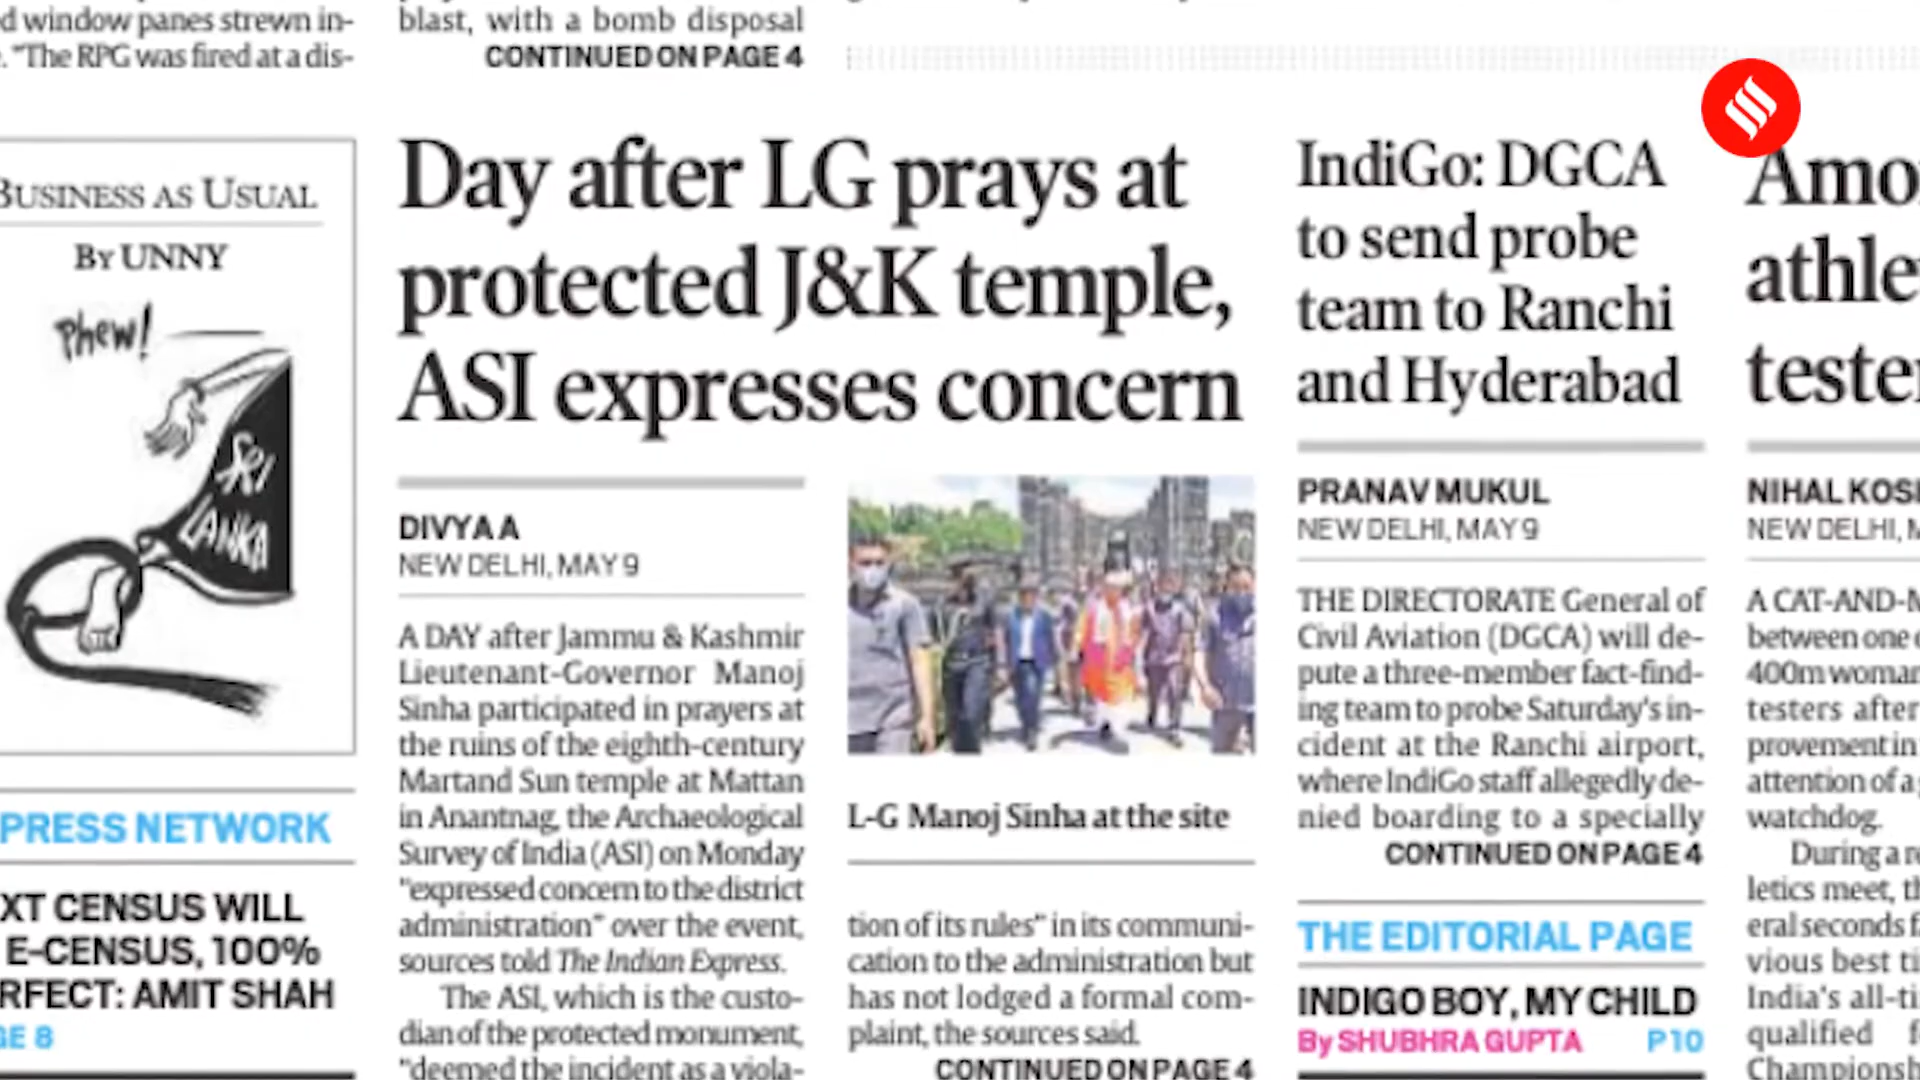 d window panes strewn in-
. "The RPG was fired at a dis-
blast, with a bomb disposal
CONTINUED ON PAGE 4
BUSINESS AS USUAL
BY UNNY
Phew!
SRI
LANKA
PRESS NETWORK
XT CENSUS WILL
E-CENSUS, 100%
RFECT: AMIT SHAH
GE 8
Day after LG prays at
protected J&K temple,
ASI expresses concern
DIVYA A
NEW DELHI, MAY 9
A DAY after Jammu & Kashmir
Lieutenant-Governor Manoj
Sinha participated in prayers at
the ruins of the eighth-century
Martand Sun temple at Mattan
in Anantnag, the Archaeological
Survey of India (ASI) on Monday
"expressed concern to the district
administration" over the event,
sources told The Indian Express.
The ASI, which is the custo-
dian of the protected monument,
"deemed the incident as a viola-
L-G Manoj Sinha at the site
tion of its rules" in its communi-
cation to the administration but
has not lodged a formal com-
plaint, the sources said.
CONTINUED ON PAGE 4
IndiGo: DGCA
to send probe
team to Ranchi
and Hyderabad
PRANAV MUKUL
NEW DELHI, MAY 9
THE DIRECTORATE General of
Civil Aviation (DGCA) will de-
pute a three-member fact-find-
ing team to probe Saturday's in-
cident at the Ranchi airport,
where IndiGo staff allegedly de-
nied boarding to a specially
CONTINUED ON PAGE 4
THE EDITORIAL PAGE
INDIGO BOY, MY CHILD
By SHUBHRA GUPTA P10
Amo
athle
teste
NIHAL KOS
NEW DELHI, M
A CAT-AND-M
between one
400m woman
testers after
provement in
attention of a
watchdog.
During a re
letics meet, th
eral seconds f
vious best ti
India's all-ti
qualified f
Championsh